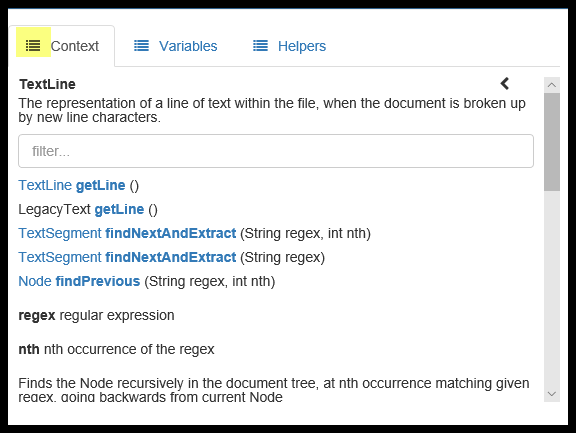 Context Variables Helpers
TextLine
The representation of a line of text within the file, when the document is broken up
by new line characters.
filter...
TextLine getLine ()
LegacyText getLine ()
TextSegment findNextAndExtract (String regex, int nth)
TextSegment findNextAndExtract (String regex)
Node findPrevious (String regex, int nth)
regex regular expression
nth nth occurrence of the regex
Finds the Node recursively in the document tree, at nth occurrence matching given
regex, going backwards from current Node